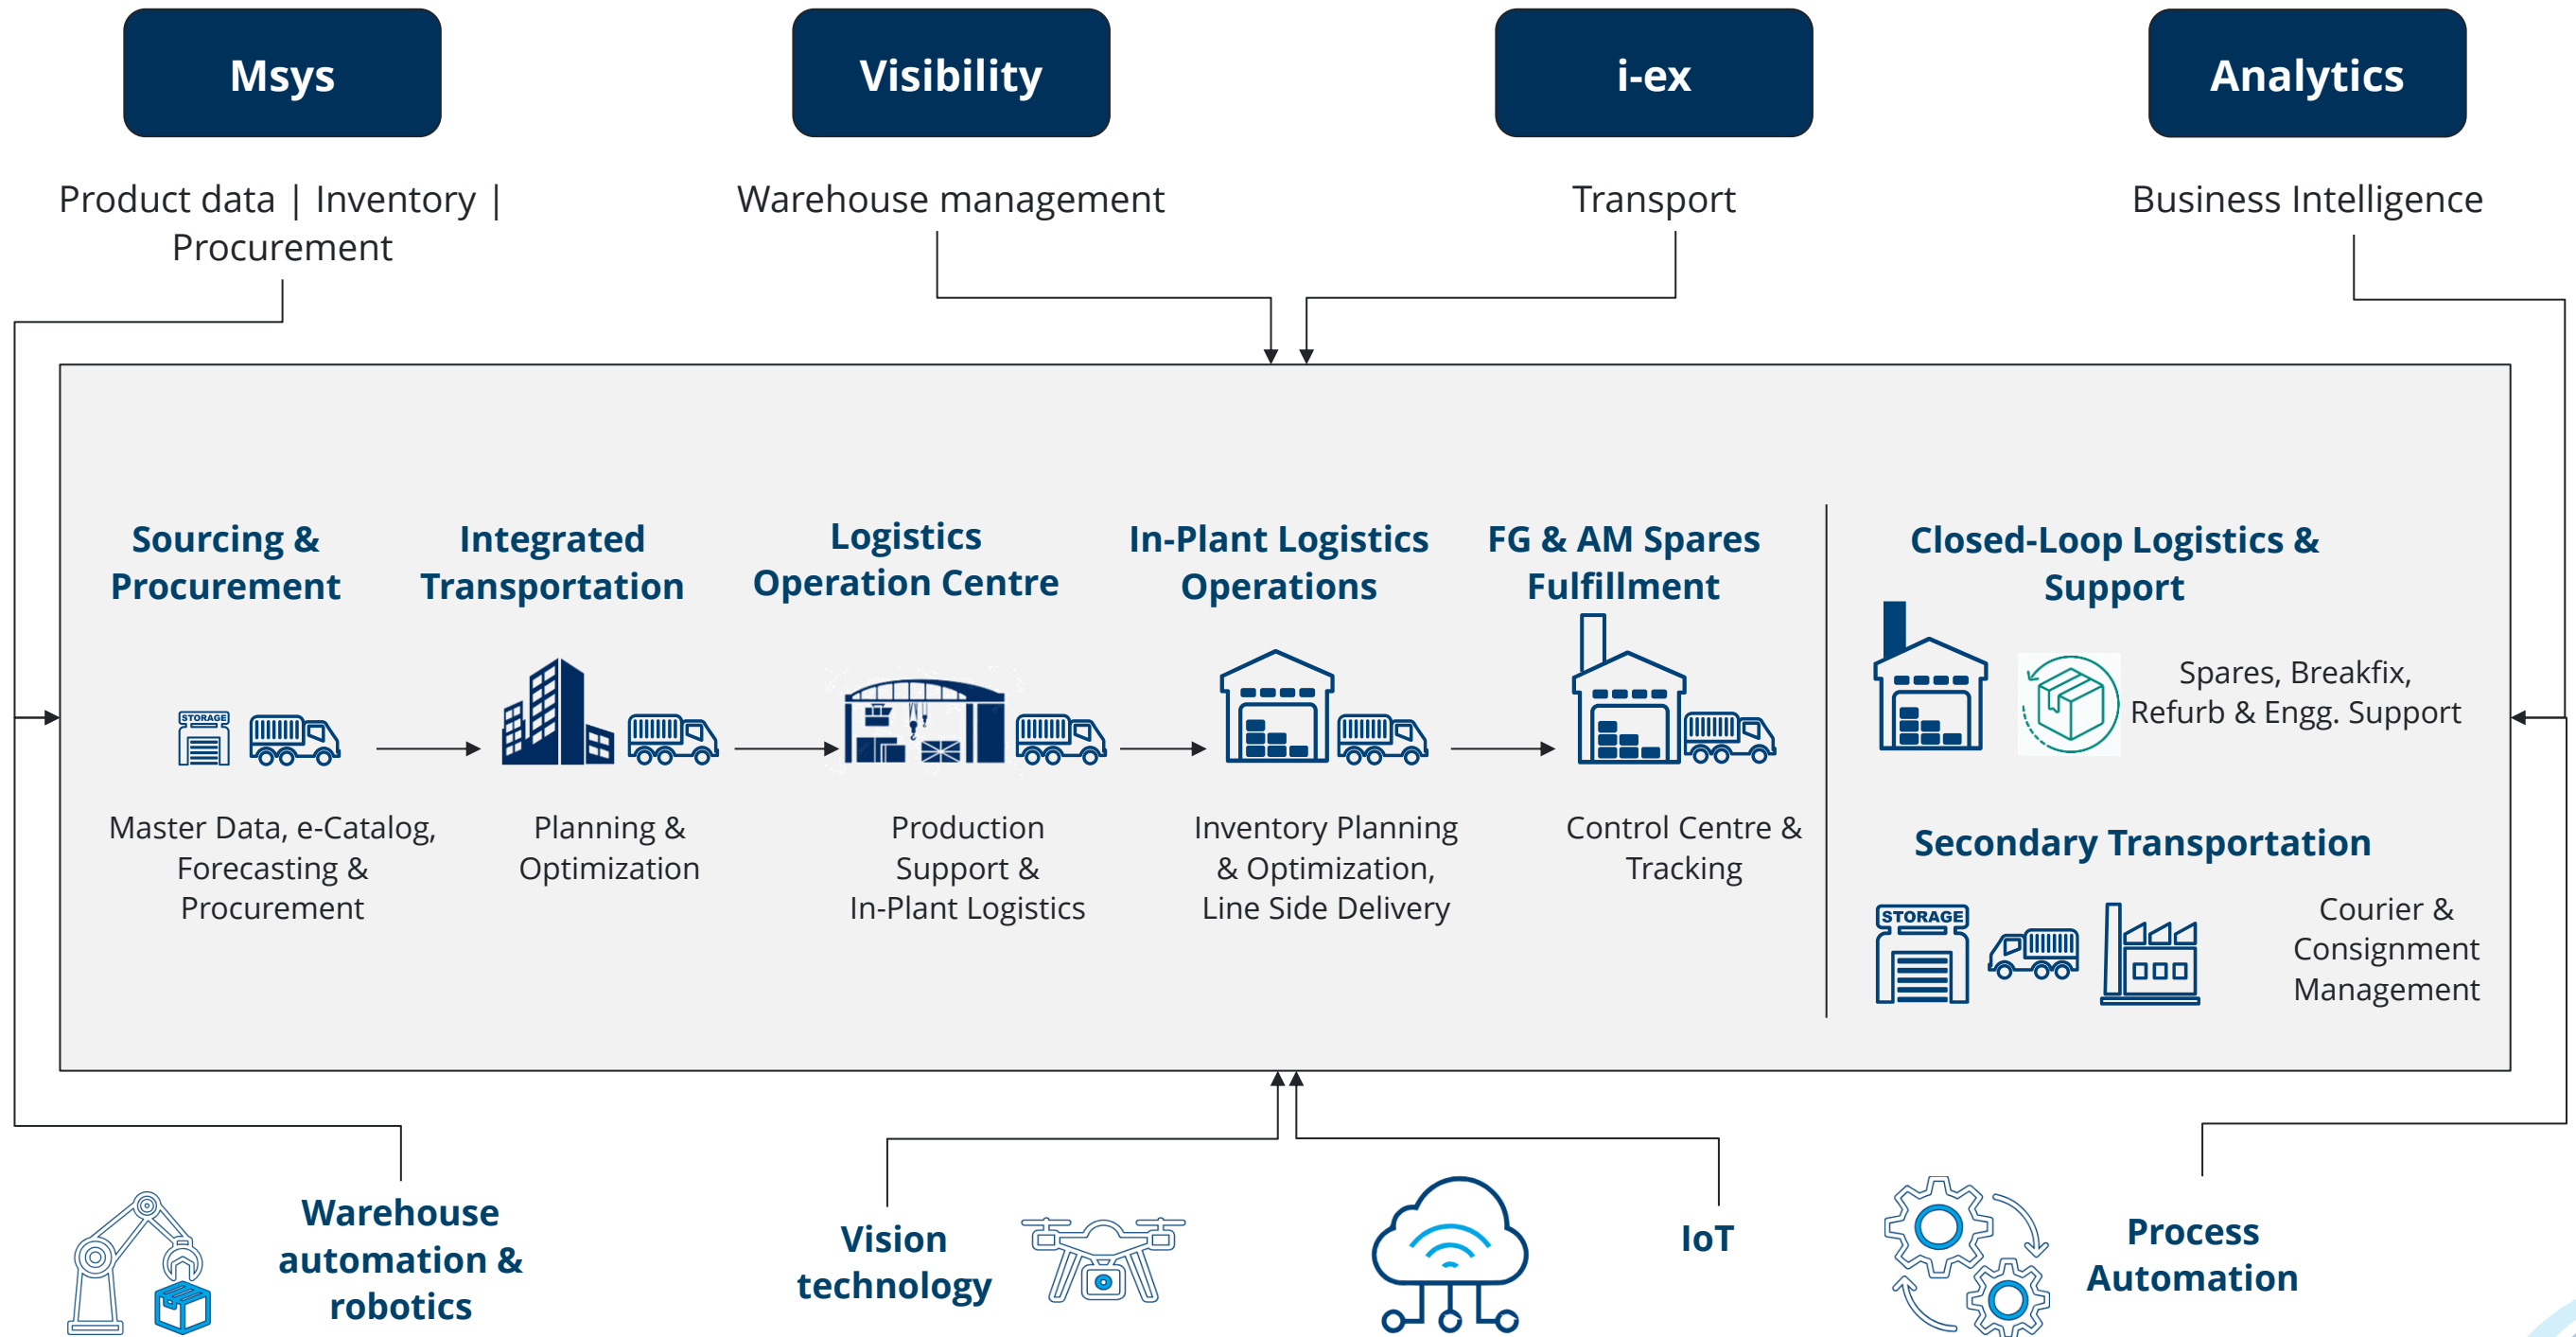 Msys
Visibility
i-ex
Analytics
Product data | Inventory |
Procurement
Warehouse management
Transport
Business Intelligence
Sourcing &
Procurement
Integrated
Transportation
Logistics
Operation Centre
In-Plant Logistics
Operations
FG & AM Spares
Fulfillment
Closed-Loop Logistics &
Support
STORAGE
Spares, Breakfix,
Refurb & Engg. Support
Master Data, e-Catalog,
Forecasting &
Procurement
Planning &
Optimization
Production
Support &
In-Plant Logistics
Inventory Planning
& Optimization,
Line Side Delivery
Control Centre &
Tracking
Secondary Transportation
STORAGE
Courier &
Consignment
Management
Warehouse
automation &
robotics
Vision
technology
IoT
Process
Automation